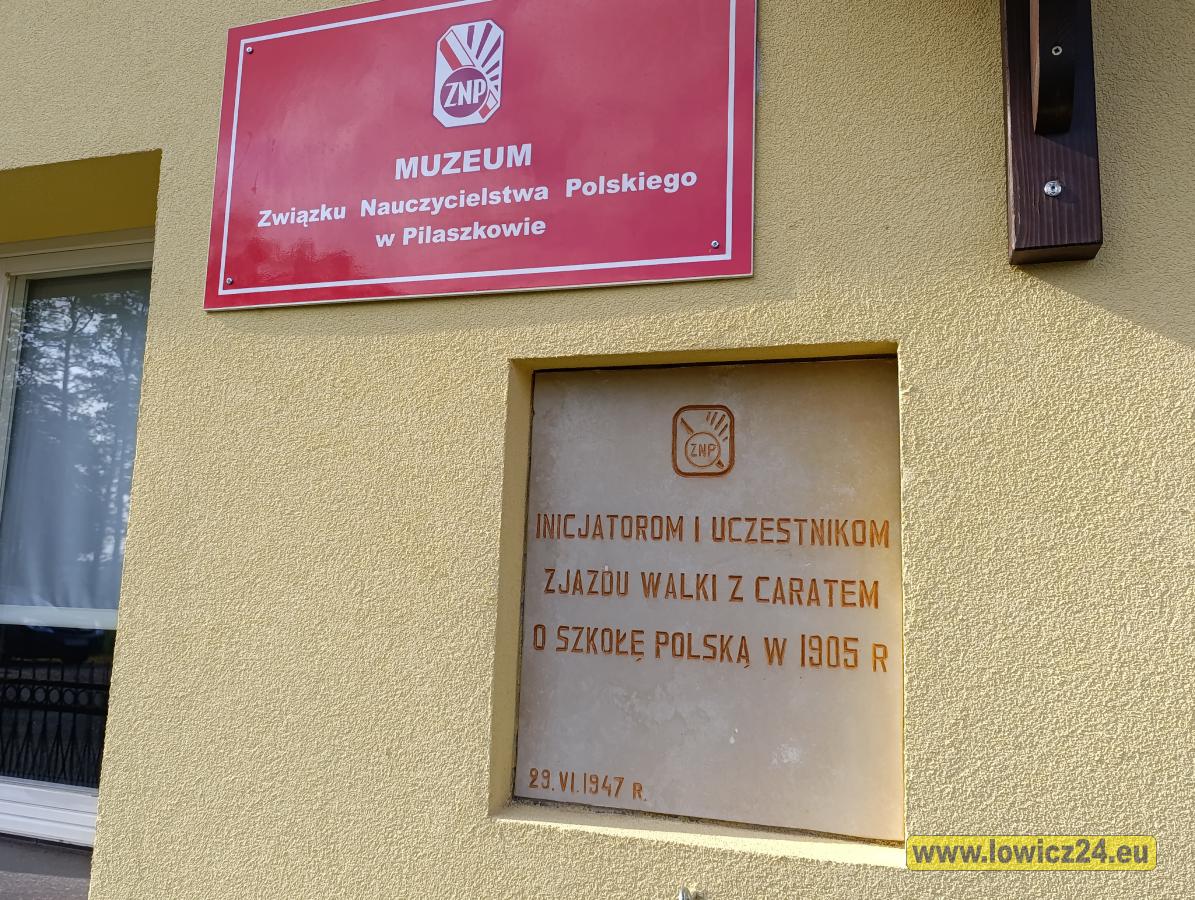 ZNP
MUZEUM
Związku Nauczycielstwa Polskiego
w Pilaszkowie
ZNP
INICJATOROM I UCZESTNIKOM
ZJAZDU WALKI Z CARATEM
O SZKOŁĘ POLSKĄ W 1905 R
29.VI.1947 R.
www.lowicz24.eu